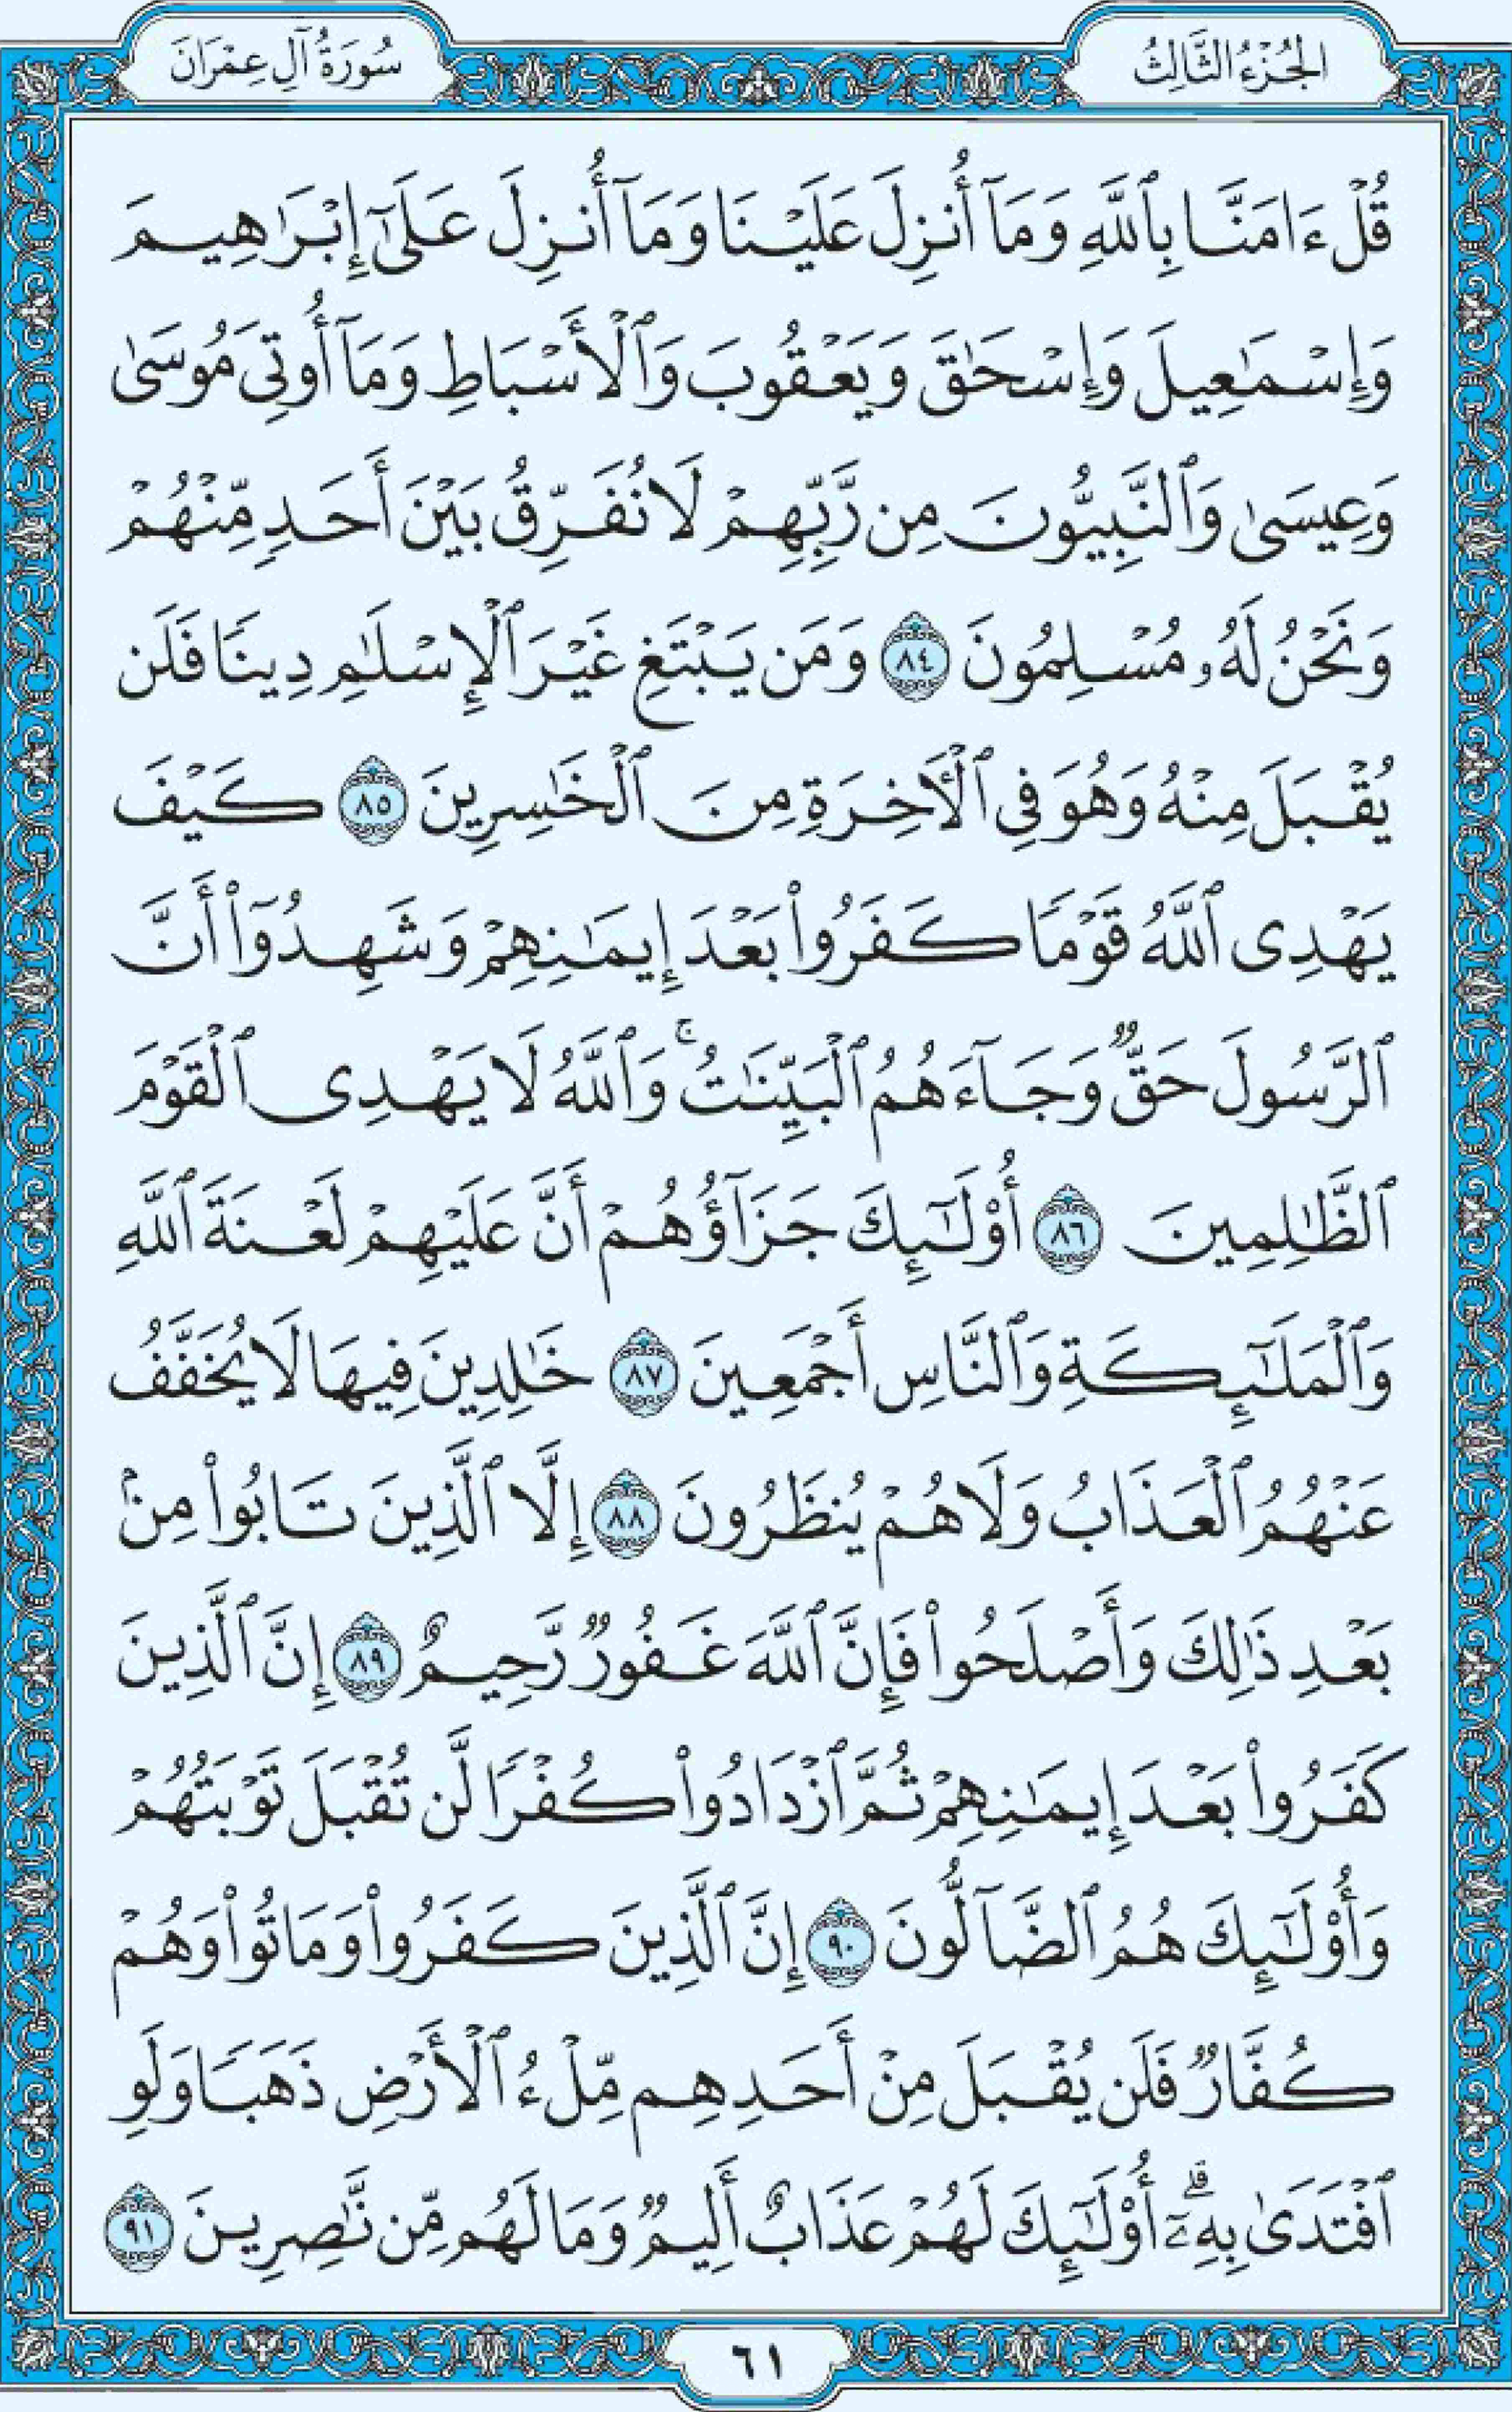 الجُزْءُ الثَّالِثُ
سُورَةُ آلِ عِمْرَانَ
قُلْ ءَامَنَّا بِٱللَّهِ وَمَآ أُنزِلَ عَلَيْنَا وَمَآ أُنزِلَ عَلَىٰٓ إِبْرَٰهِيمَ
وَإِسْمَٰعِيلَ وَإِسْحَٰقَ وَيَعْقُوبَ وَٱلْأَسْبَاطِ وَمَآ أُوتِىَ مُوسَىٰ
وَعِيسَىٰ وَٱلنَّبِيُّونَ مِن رَّبِّهِمْ لَا نُفَرِّقُ بَيْنَ أَحَدٍ مِّنْهُمْ
وَنَحْنُ لَهُۥ مُسْلِمُونَ ٨٤ وَمَن يَبْتَغِ غَيْرَ ٱلْإِسْلَٰمِ دِينًا فَلَن
يُقْبَلَ مِنْهُ وَهُوَ فِى ٱلْأَخِرَةِ مِنَ ٱلْخَٰسِرِينَ ٨٥ كَيْفَ
يَهْدِى ٱللَّهُ قَوْمًا كَفَرُوا۟ بَعْدَ إِيمَٰنِهِمْ وَشَهِدُوٓا۟ أَنَّ
ٱلرَّسُولَ حَقٌّ وَجَآءَهُمُ ٱلْبَيِّنَٰتُ ۚ وَٱللَّهُ لَا يَهْدِى ٱلْقَوْمَ
ٱلظَّٰلِمِينَ ٨٦ أُو۟لَٰٓئِكَ جَزَآؤُهُمْ أَنَّ عَلَيْهِمْ لَعْنَةَ ٱللَّهِ
وَٱلْمَلَٰٓئِكَةِ وَٱلنَّاسِ أَجْمَعِينَ ٨٧ خَٰلِدِينَ فِيهَا لَا يُخَفَّفُ
عَنْهُمُ ٱلْعَذَابُ وَلَا هُمْ يُنظَرُونَ ٨٨ إِلَّا ٱلَّذِينَ تَابُوا۟ مِنۢ
بَعْدِ ذَٰلِكَ وَأَصْلَحُوا۟ فَإِنَّ ٱللَّهَ غَفُورٌ رَّحِيمٌ ٨٩ إِنَّ ٱلَّذِينَ
كَفَرُوا۟ بَعْدَ إِيمَٰنِهِمْ ثُمَّ ٱزْدَادُوا۟ كُفْرًا لَّن تُقْبَلَ تَوْبَتُهُمْ
وَأُو۟لَٰٓئِكَ هُمُ ٱلضَّآلُّونَ ٩٠ إِنَّ ٱلَّذِينَ كَفَرُوا۟ وَمَاتُوا۟ وَهُمْ
كُفَّارٌ فَلَن يُقْبَلَ مِنْ أَحَدِهِم مِّلْءُ ٱلْأَرْضِ ذَهَبًا وَلَوِ
ٱفْتَدَىٰ بِهِۦٓ ۗ أُو۟لَٰٓئِكَ لَهُمْ عَذَابٌ أَلِيمٌ وَمَا لَهُم مِّن نَّٰصِرِينَ ٩١
٦١